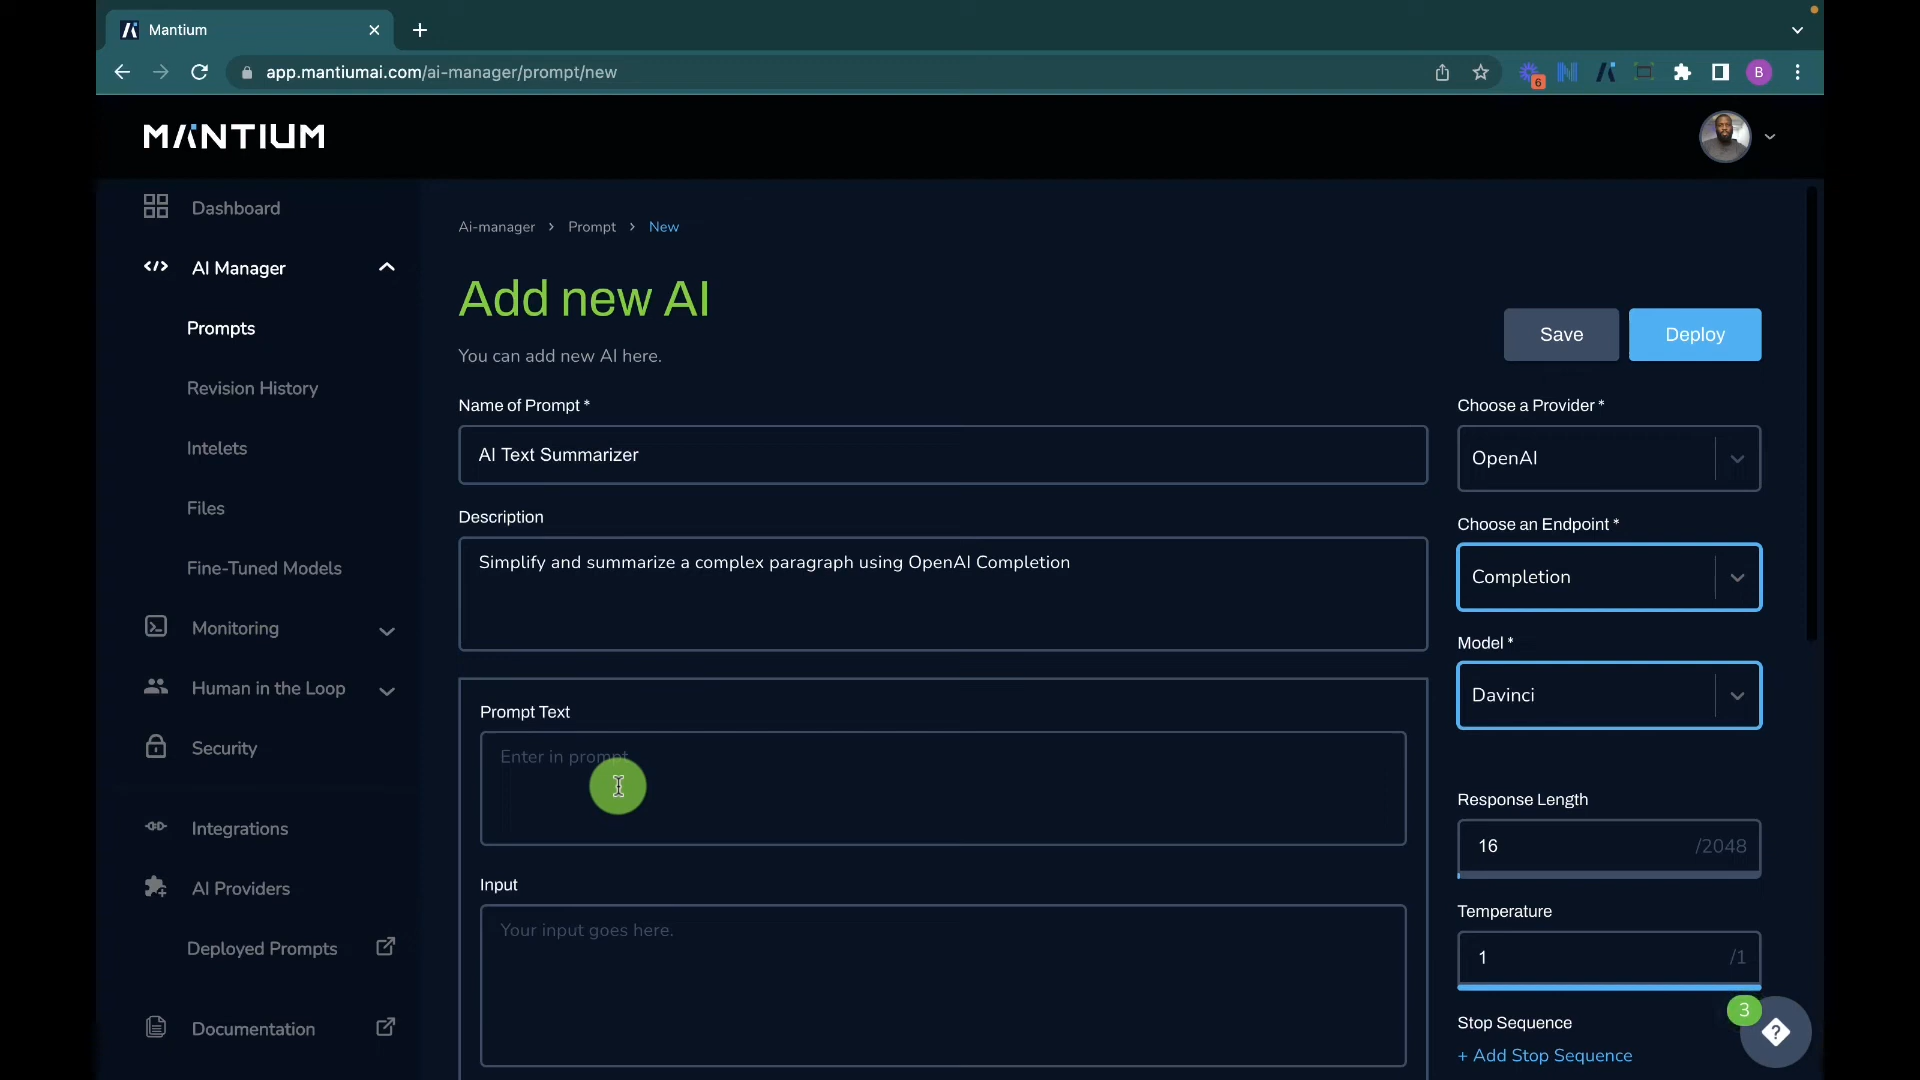 Mantium
app.mantiumai.com/ai-manager/prompt/new
6
B
MANTIUM
Dashboard
AI Manager
Prompts
Revision History
Intelets
Files
Fine-Tuned Models
Monitoring
Human in the Loop
Security
Integrations
AI Providers
Deployed Prompts
Documentation
Ai-manager > Prompt > New
Add new AI
You can add new AI here.
Save
Deploy
Name of Prompt *
AI Text Summarizer
Description
Simplify and summarize a complex paragraph using OpenAI Completion
Prompt Text
Enter in prompt
Input
Your input goes here.
Choose a Provider *
OpenAI
Choose an Endpoint *
Completion
Model *
Davinci
Response Length
16 /2048
Temperature
1 /1
Stop Sequence
+ Add Stop Sequence
3
?